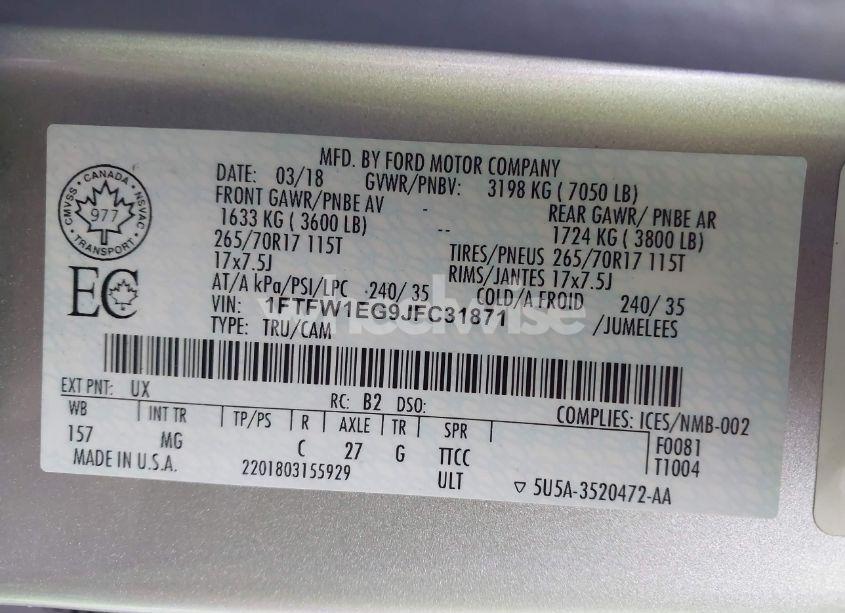 MFD. BY FORD MOTOR COMPANY
DATE: 03/18 GVWR/PNBV: 3198 KG ( 7050 LB)
FRONT GAWR/PNBE AV - REAR GAWR/ PNBE AR
1633 KG ( 3600 LB) -- 1724 KG ( 3800 LB)
265/70R17 115T TIRES/PNEUS 265/70R17 115T
17x7.5J RIMS/JANTES 17x7.5J
AT/A kPa/PSI/LPC 240/ 35 COLD/A FROID 240/ 35
VIN: 1FTFW1EG9JFC31871 /JUMELEES
TYPE: TRU/CAM
CANADA
CMVSS NSVAC
977
TRANSPORT
EC
wheelwise
EXT PNT: UX RC: B2 DSO: COMPLIES: ICES/NMB-002
WB INT TR TP/PS R AXLE TR SPR F0081
157 MG C 27 G TTCC T1004
MADE IN U.S.A. 2201803155929 ULT ▽ 5U5A-3520472-AA